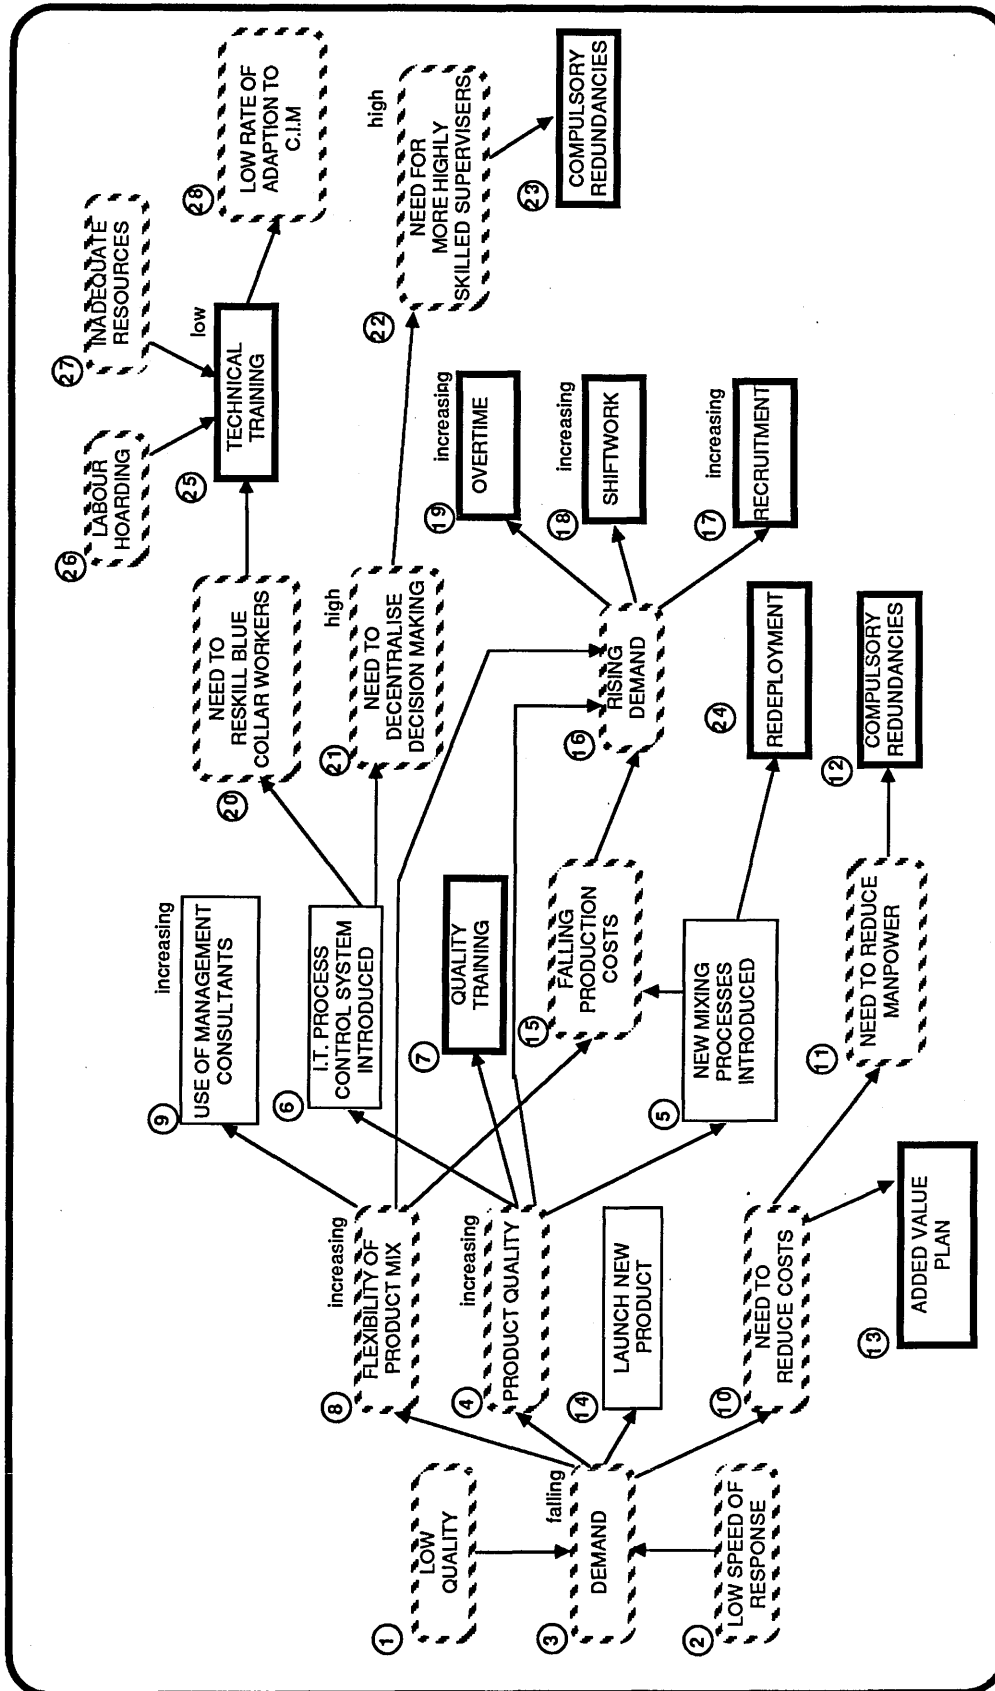 1
LOW
QUALITY
3
falling
DEMAND
2
LOW SPEED OF
RESPONSE
8
increasing
FLEXIBILITY OF
PRODUCT MIX
4
increasing
PRODUCT QUALITY
14
LAUNCH NEW
PRODUCT
10
NEED TO
REDUCE COSTS
13
ADDED VALUE
PLAN
9
increasing
USE OF MANAGEMENT
CONSULTANTS
6
I.T. PROCESS
CONTROL SYSTEM
INTRODUCED
7
QUALITY
TRAINING
15
FALLING
PRODUCTION
COSTS
5
NEW MIXING
PROCESSES
INTRODUCED
11
NEED TO REDUCE
MANPOWER
12
COMPULSORY
REDUNDANCIES
20
NEED TO
RESKILL BLUE
COLLAR WORKERS
21
high
NEED TO
DECENTRALISE
DECISION MAKING
16
RISING
DEMAND
24
REDEPLOYMENT
19
increasing
OVERTIME
18
increasing
SHIFTWORK
17
increasing
RECRUITMENT
26
LABOUR
HOARDING
27
INADEQUATE
RESOURCES
25
low
TECHNICAL
TRAINING
28
LOW RATE OF
ADAPTION TO
C.I.M
22
high
NEED FOR
MORE HIGHLY
SKILLED SUPERVISERS
23
COMPULSORY
REDUNDANCIES